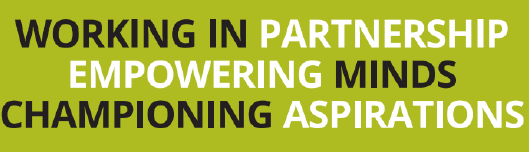 WORKING IN PARTNERSHIP
EMPOWERING MINDS
CHAMPIONING ASPIRATIONS